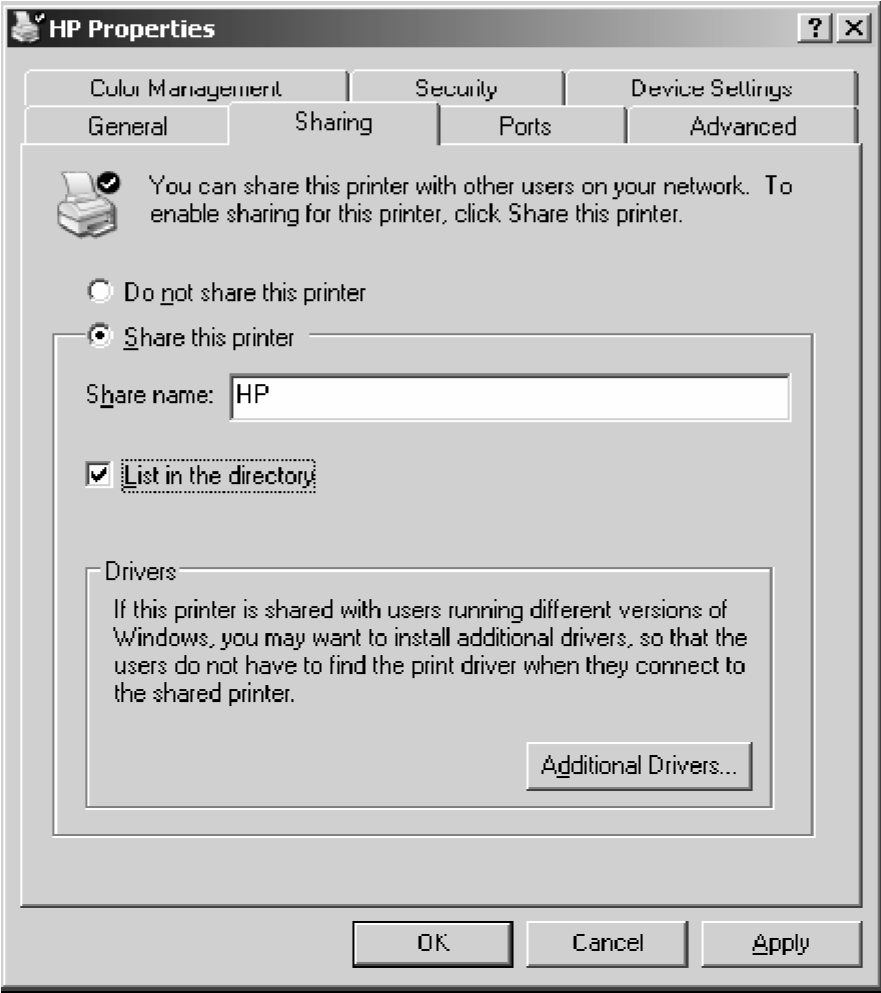 HP Properties
Color Management Security Device Settings
General Sharing Ports Advanced
You can share this printer with other users on your network. To
enable sharing for this printer, click Share this printer.
Do not share this printer
Share this printer
Share name: HP
List in the directory
Drivers
If this printer is shared with users running different versions of
Windows, you may want to install additional drivers, so that the
users do not have to find the print driver when they connect to
the shared printer.
Additional Drivers...
OK Cancel Apply